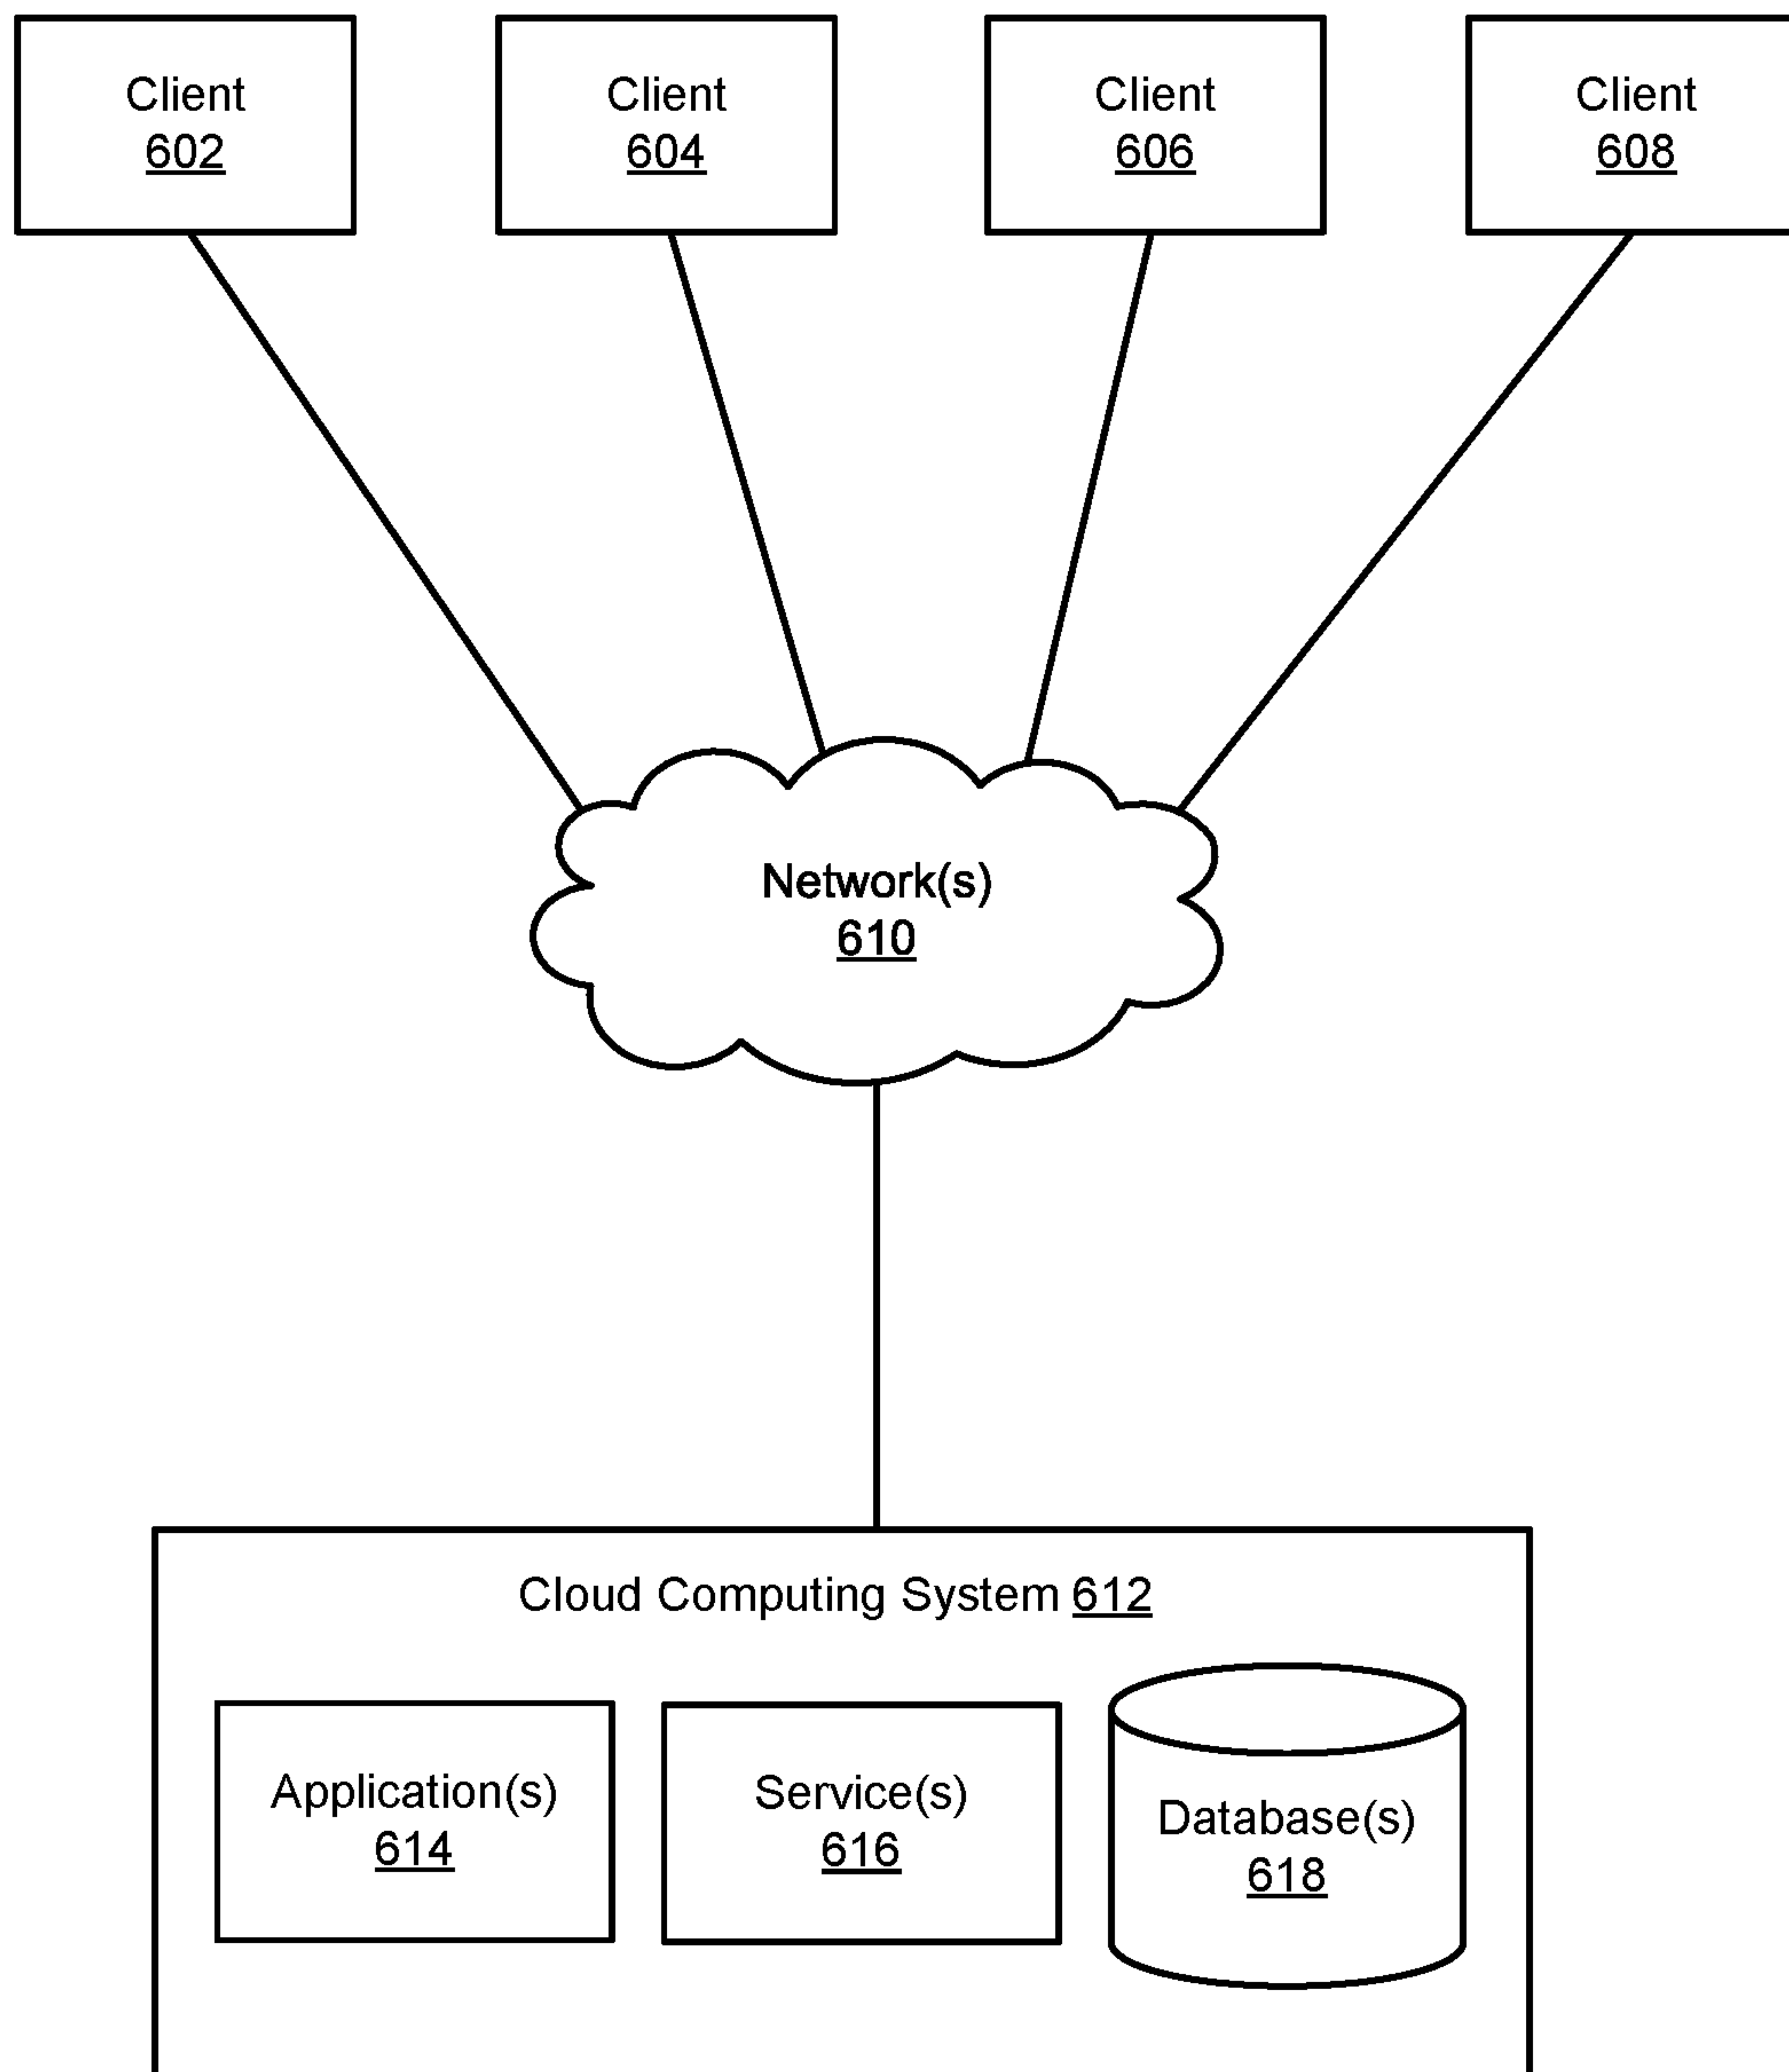 Client
602
Client
604
Client
606
Client
608
Network(s)
610
Cloud Computing System 612
Application(s)
614
Service(s)
616
Database(s)
618